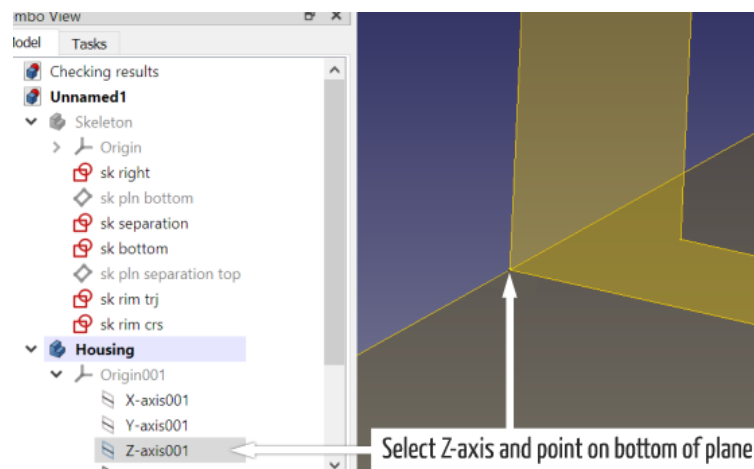 mbo View
Model Tasks
Checking results
Unnamed1
Skeleton
Origin
sk right
sk pln bottom
sk separation
sk bottom
sk pln separation top
sk rim trj
sk rim crs
Housing
Origin001
X-axis001
Y-axis001
Z-axis001
Select Z-axis and point on bottom of plane